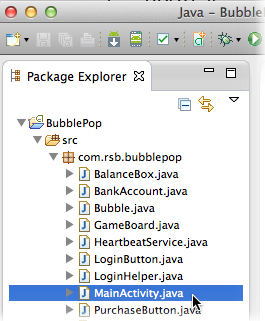 Java - Bubble
Package Explorer
BubblePop
src
com.rsb.bubblepop
BalanceBox.java
BankAccount.java
Bubble.java
GameBoard.java
HeartbeatService.java
LoginButton.java
LoginHelper.java
MainActivity.java
PurchaseButton.java